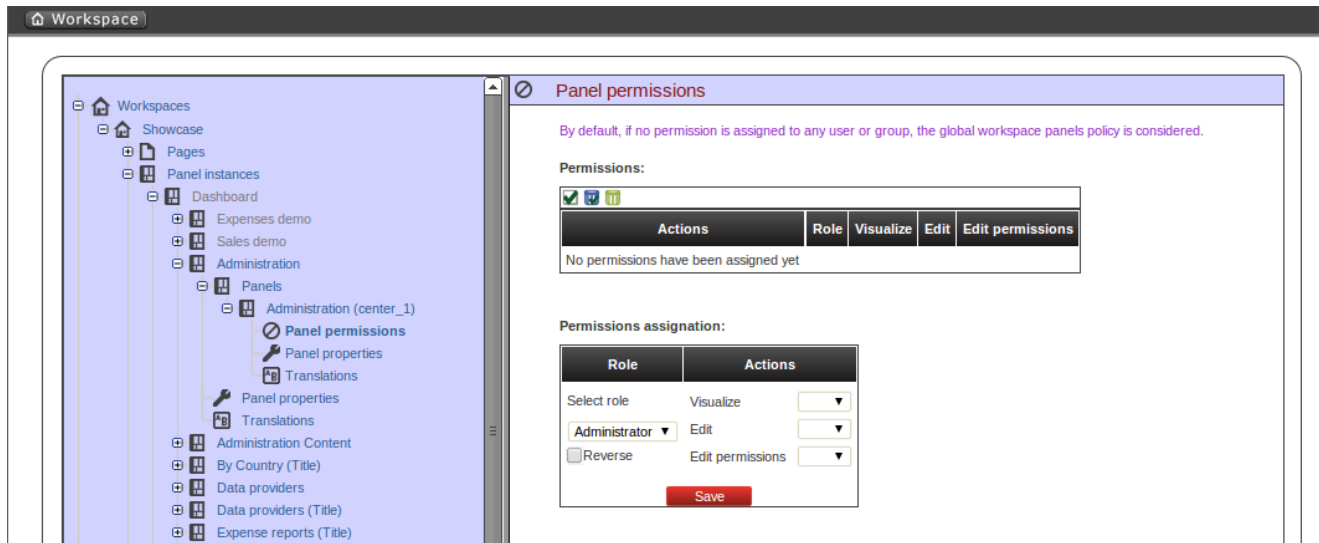 Workspace
Workspaces
Showcase
Pages
Panel instances
Dashboard
Expenses demo
Sales demo
Administration
Panels
Administration (center_1)
Panel permissions
Panel properties
Translations
Panel properties
Translations
Administration Content
By Country (Title)
Data providers
Data providers (Title)
Expense reports (Title)
Panel permissions
By default, if no permission is assigned to any user or group, the global workspace panels policy is considered.
Permissions:
Actions Role Visualize Edit Edit permissions
No permissions have been assigned yet
Permissions assignation:
Role Actions
Select role Visualize
Administrator Edit
Reverse Edit permissions
Save